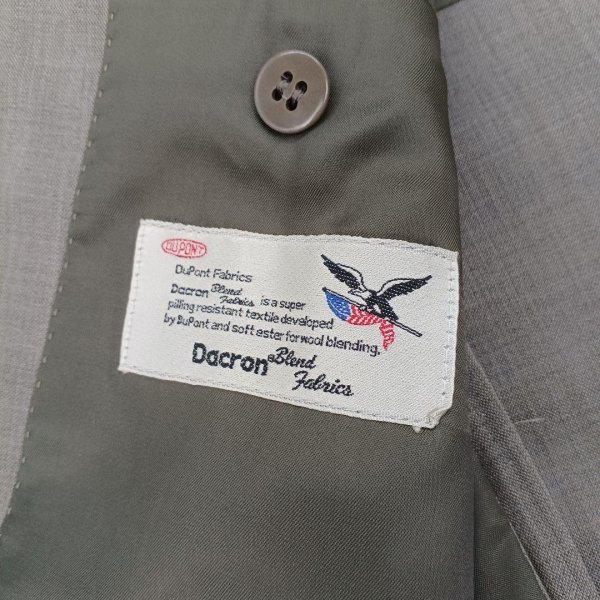 DUPONT
DuPont Fabrics
Dacron Blend Fabrics is a super
pilling resistant textile developed
by DuPont and soft ester for wool blending.
Dacron® Blend
Fabrics